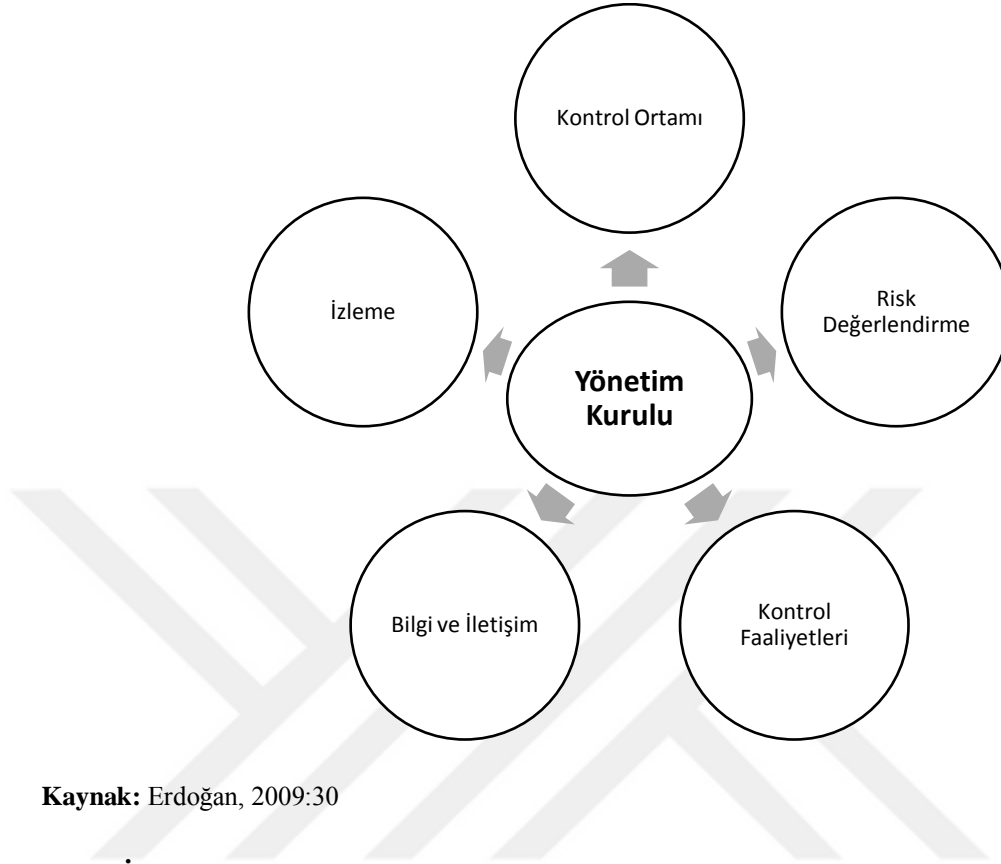 Kontrol Ortamı
İzleme
Risk
Değerlendirme
Yönetim
Kurulu
Bilgi ve İletişim
Kontrol
Faaliyetleri
Kaynak: Erdoğan, 2009:30